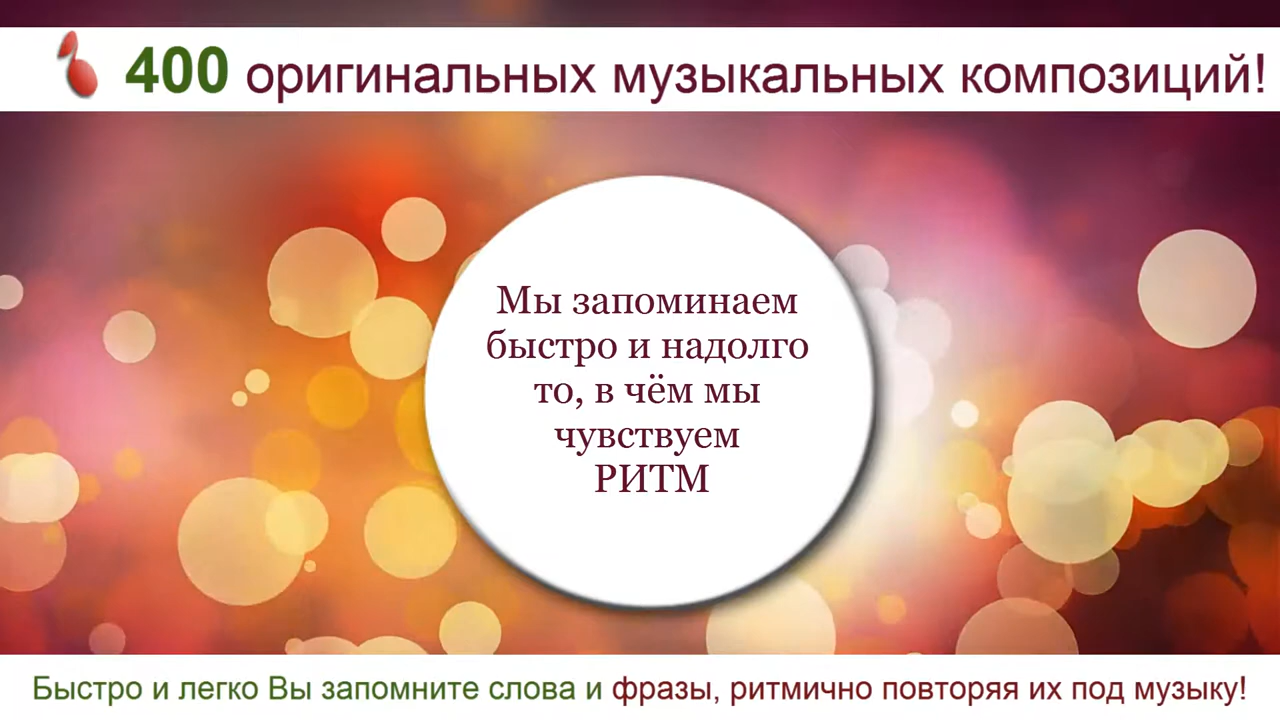 400 оригинальных музыкальных композиций!
Мы запоминаем
быстро и надолго
то, в чём мы
чувствуем
РИТМ
Быстро и легко Вы запомните слова и фразы, ритмично повторяя их под музыку!